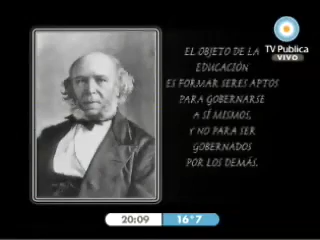 EL OBJETO DE LA
EDUCACIÓN
ES FORMAR SERES APTOS
PARA GOBERNARSE
A SÍ MISMOS,
Y NO PARA SER
GOBERNADOS
POR LOS DEMÁS.
TV Pública
VIVO
20:09 16°7